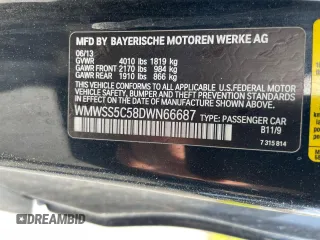 MFD BY BAYERISCHE MOTOREN WERKE AG
06/13
GVWR 4010 lbs 1819 kg
GAWR FRONT 2170 lbs 984 kg
GAWR REAR 1910 lbs 866 kg
THIS VEHICLE CONFORMS TO ALL APPLICABLE
U.S. FEDERAL MOTOR VEHICLE SAFETY, BUMPER,
AND THEFT PREVENTION STANDARDS IN EFFECT
ON THE DATE OF MANUFACTURE SHOWN ABOVE.
WMWSS5C58DWN66687 TYPE: PASSENGER CAR
B11/9
7 315 814